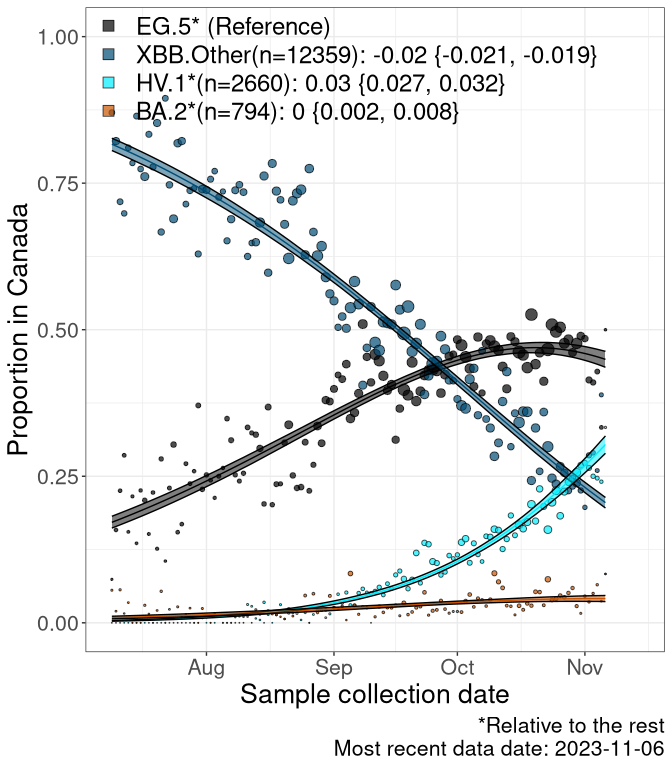 EG.5* (Reference)
XBB.Other(n=12359): -0.02 {-0.021, -0.019}
HV.1*(n=2660): 0.03 {0.027, 0.032}
BA.2*(n=794): 0 {0.002, 0.008}
1.00
0.75
0.50
0.25
0.00
Proportion in Canada
Aug Sep Oct Nov
Sample collection date
*Relative to the rest
Most recent data date: 2023-11-06